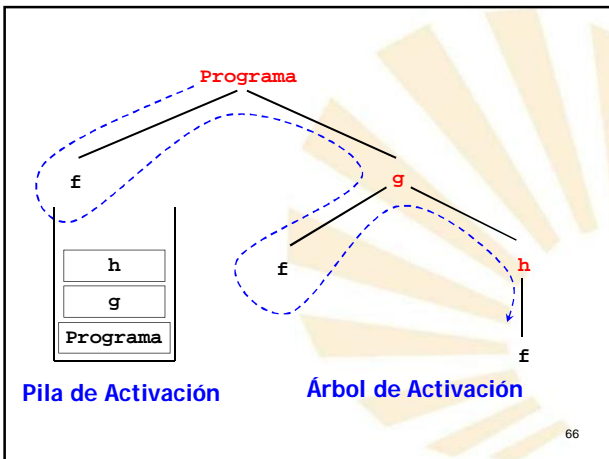 Programa
f
g
f
h
h
g
Programa
f
Pila de Activación
Árbol de Activación
66